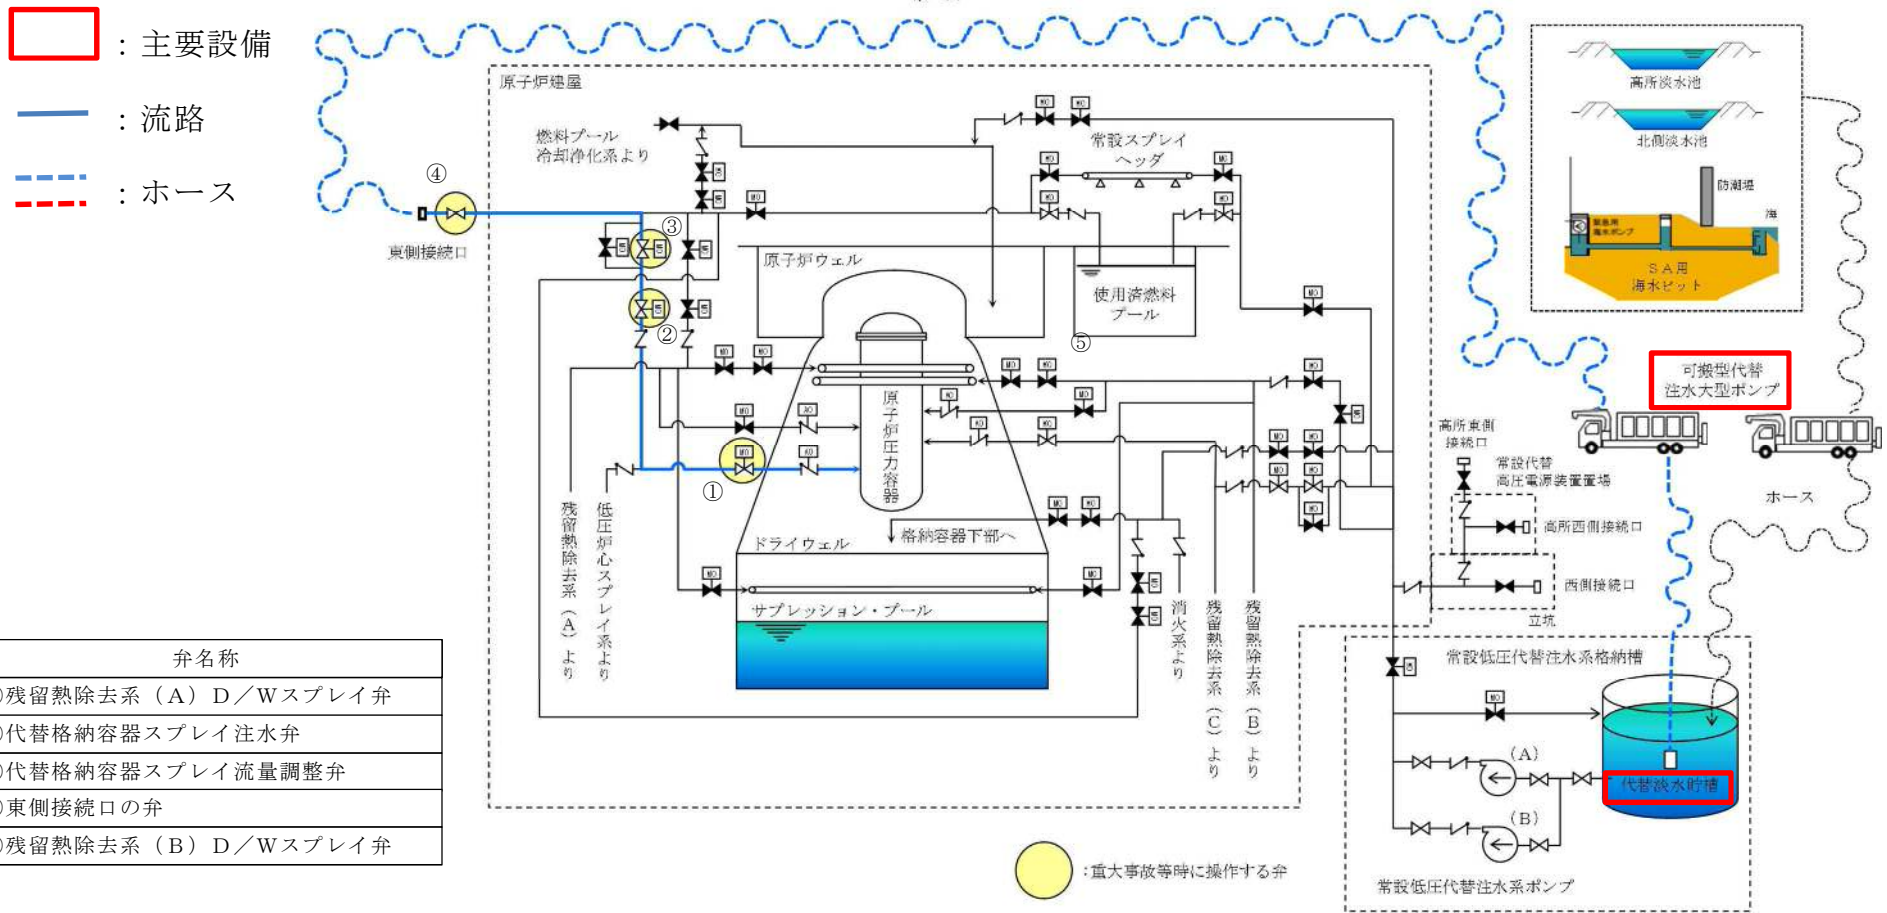 ：主要設備
：流路
：ホース
原子炉建屋
燃料プール
冷却浄化系より
常設スプレイ
ヘッダ
④
東側接続口
③
②
①
⑤
原子炉ウェル
使用済燃料
プール
原子炉圧力容器
ドライウェル
格納容器下部へ
サプレッション・プール
残留熱除去系（A）より
低圧炉心スプレイ系より
消火系より
残留熱除去系（C）より
残留熱除去系（B）より
高所淡水池
北側淡水池
防潮堤
海
緊急用
海水ポンプ
ＳＡ用
海水ピット
可搬型代替
注水大型ポンプ
ホース
高所東側
接続口
常設代替
高圧電源装置置場
高所西側接続口
西側接続口
立坑
常設低圧代替注水系格納槽
(A)
(B)
代替淡水貯槽
常設低圧代替注水系ポンプ
：重大事故等時に操作する弁
弁名称
残留熱除去系（A）D／Wスプレイ弁
代替格納容器スプレイ注水弁
代替格納容器スプレイ流量調整弁
東側接続口の弁
残留熱除去系（B）D／Wスプレイ弁